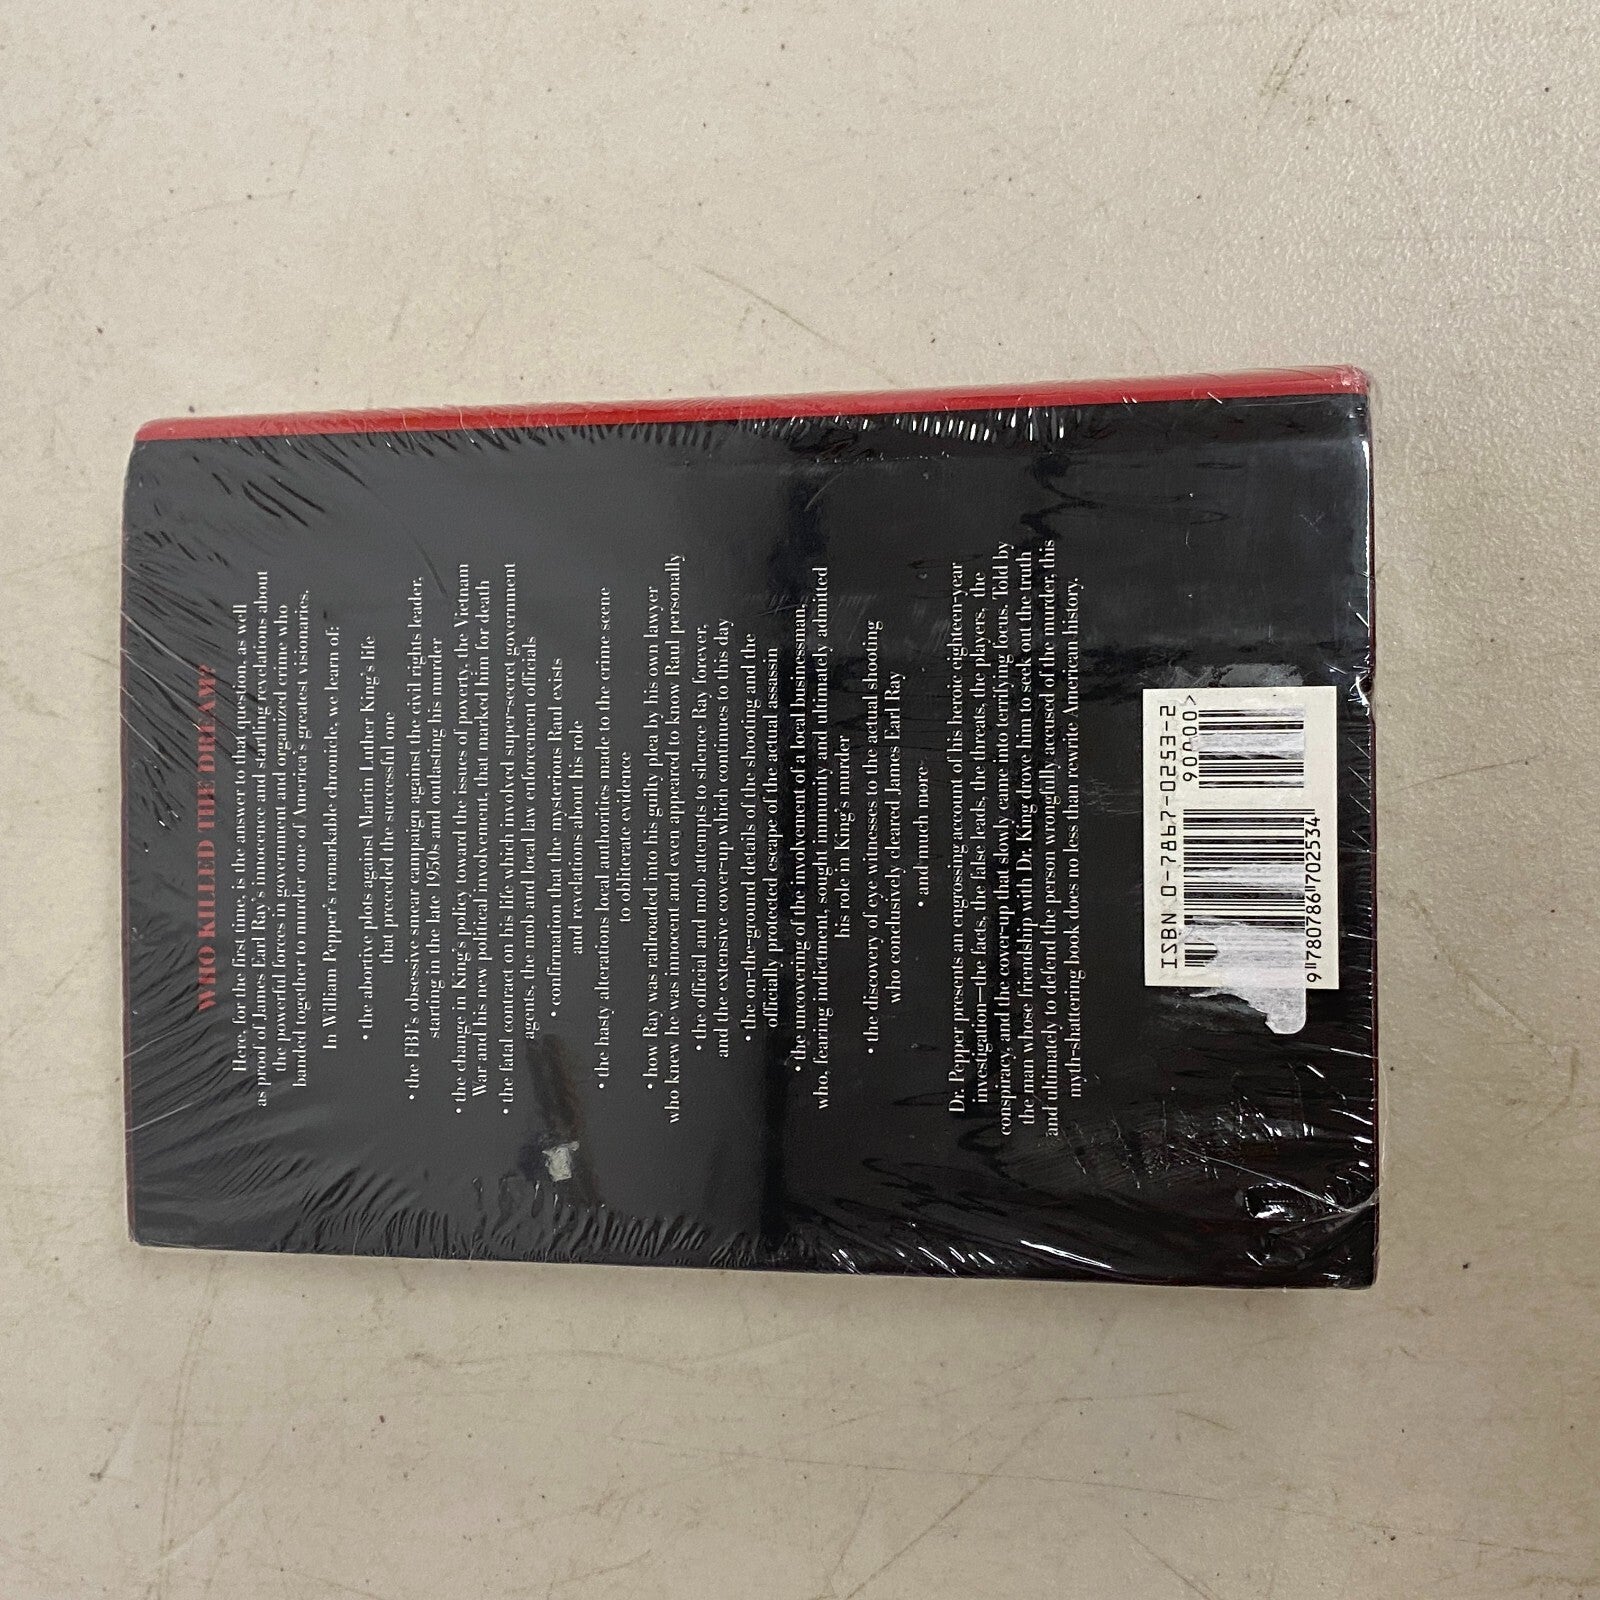 WHO KILLED THE DREAM?
Here, for the first time, is the answer to that question, as well
as proof of James Earl Ray's innocence and startling revelations about
the powerful forces in government and organized crime who
banded together to murder one of America's greatest visionaries.
In William Pepper's remarkable chronicle, we learn of:
• the abortive plots against Martin Luther King's life
that preceded the successful one
• the FBI's obsessive smear campaign against the civil rights leader,
starting in the late 1950s and outlasting his murder
• the change in King's policy toward the issues of poverty, the Vietnam
War and his new political involvement, that marked him for death
• the fatal contract on his life which involved super-secret government
agents, the mob and local law enforcement officials
• confirmation that the mysterious Raul exists
and revelations about his role
• the hasty alterations local authorities made to the crime scene
to obliterate evidence
• how Ray was railroaded into his guilty plea by his own lawyer
who knew he was innocent and even appeared to know Raul personally
• the official and mob attempts to silence Ray forever,
and the extensive cover-up which continues to this day
• the on-the-ground details of the shooting and the
officially protected escape of the actual assassin
• the uncovering of the involvement of a local businessman,
who, fearing indictment, sought immunity and ultimately admitted
his role in King's murder
• the discovery of eye witnesses to the actual shooting
who conclusively cleared James Earl Ray
• and much more
Dr. Pepper presents an engrossing account of his heroic eighteen-year
investigation—the facts, the false leads, the threats, the players, the
conspiracy, and the cover-up that slowly came into terrifying focus. Told by
the man whose friendship with Dr. King drove him to seek out the truth
and ultimately to defend the person wrongfully accused of the murder, this
myth-shattering book does no less than rewrite American history.
ISBN 0-7867-0253-2
90000>
9 780786 702534